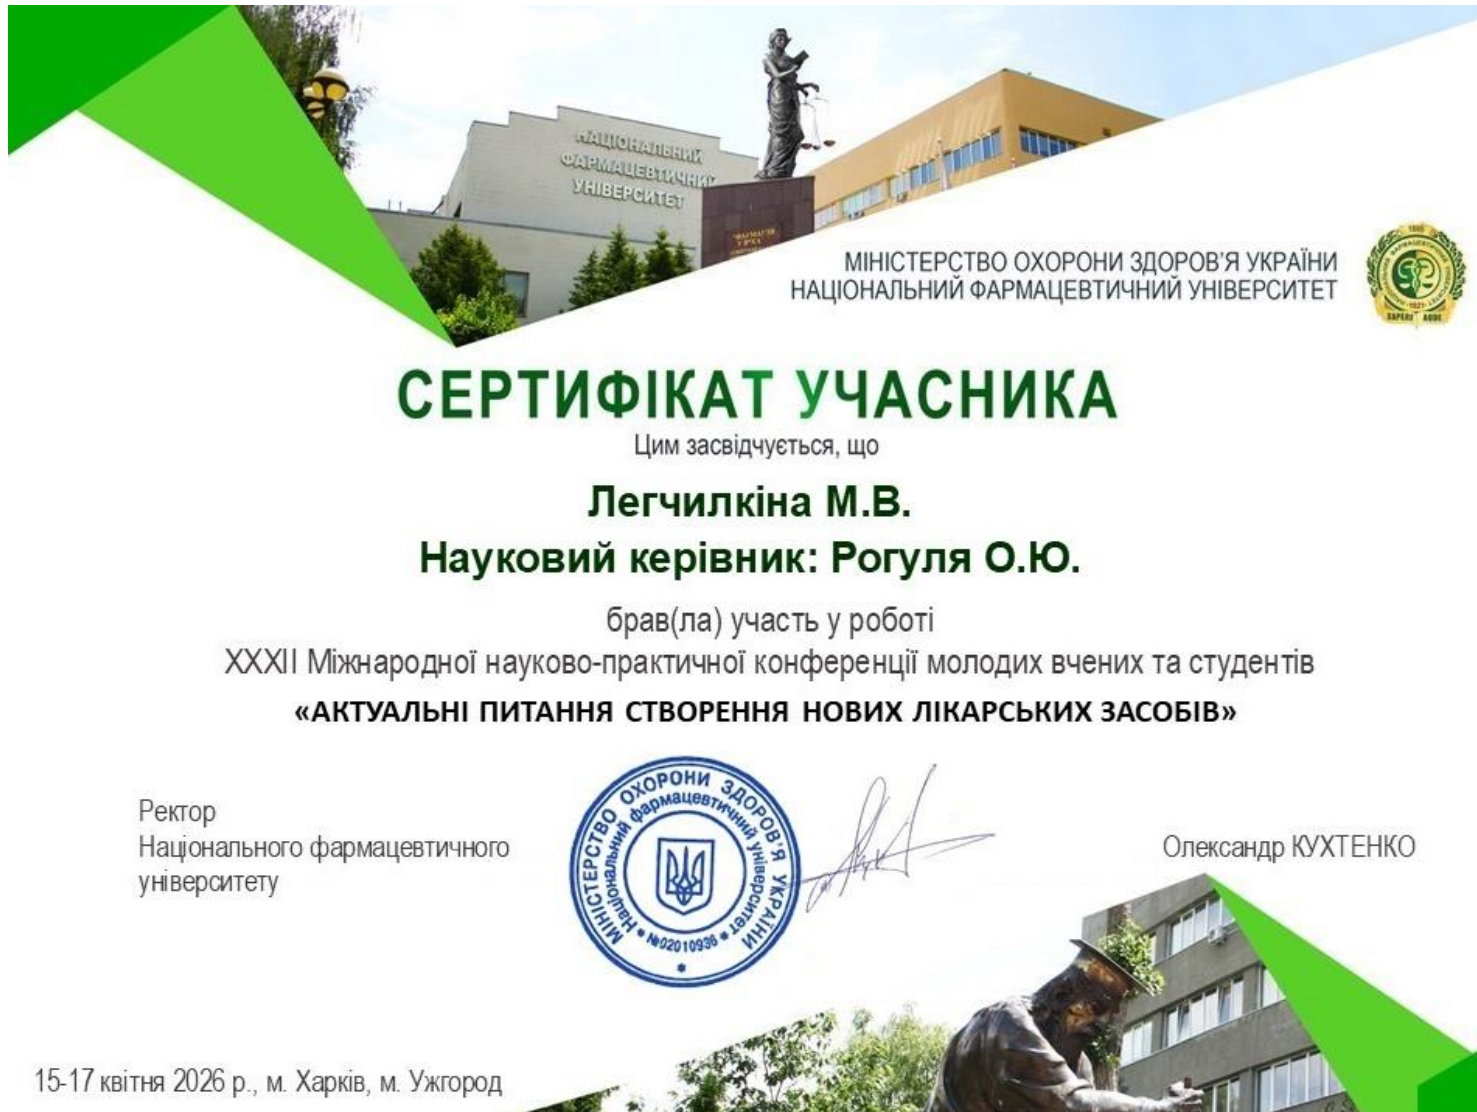 НАЦІОНАЛЬНИЙ
ФАРМАЦЕВТИЧНИЙ
УНІВЕРСИТЕТ
МІНІСТЕРСТВО ОХОРОНИ ЗДОРОВ'Я УКРАЇНИ
НАЦІОНАЛЬНИЙ ФАРМАЦЕВТИЧНИЙ УНІВЕРСИТЕТ
SAPERE AUDE
СЕРТИФІКАТ УЧАСНИКА
Цим засвідчується, що
Легчилкіна М.В.
Науковий керівник: Рогуля О.Ю.
брав(ла) участь у роботі
XXXII Міжнародної науково-практичної конференції молодих вчених та студентів
«АКТУАЛЬНІ ПИТАННЯ СТВОРЕННЯ НОВИХ ЛІКАРСЬКИХ ЗАСОБІВ»
Ректор
Національного фармацевтичного
університету
МІНІСТЕРСТВО ОХОРОНИ ЗДОРОВ'Я УКРАЇНИ
Національний фармацевтичний університет
№02010936
Олександр КУХТЕНКО
15-17 квітня 2026 р., м. Харків, м. Ужгород